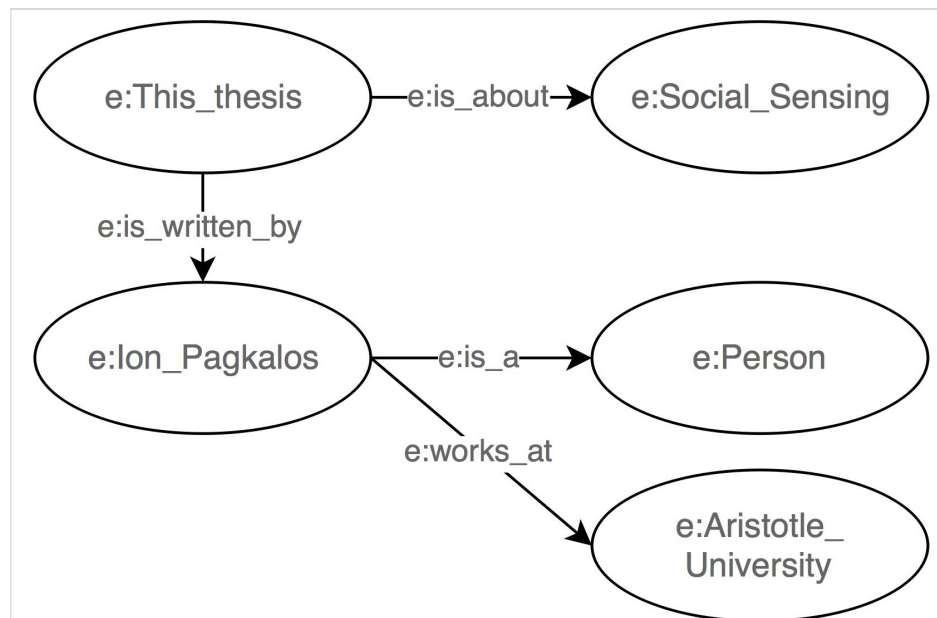 e:This_thesis
e:is_about
e:Social_Sensing
e:is_written_by
e:Ion_Pagkalos
e:is_a
e:Person
e:works_at
e:Aristotle_
University